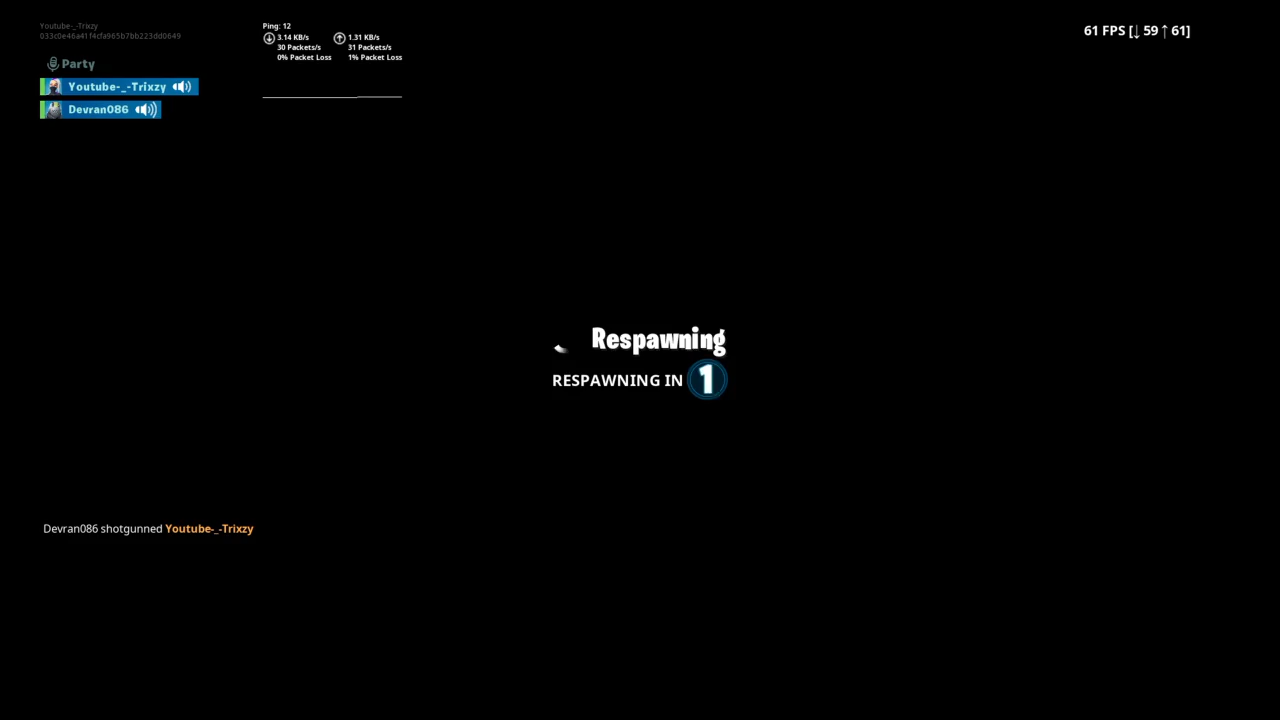 Youtube-_-Trixzy
033c0e46a41f4cfa965b7bb223dd0649
Party
Youtube-_-Trixzy
Devran086
Ping: 12
3.14 KB/s 1.31 KB/s
30 Packets/s 31 Packets/s
0% Packet Loss 1% Packet Loss
61 FPS [↓ 59 ↑ 61]
Respawning
RESPAWNING IN 1
Devran086 shotgunned Youtube-_-Trixzy